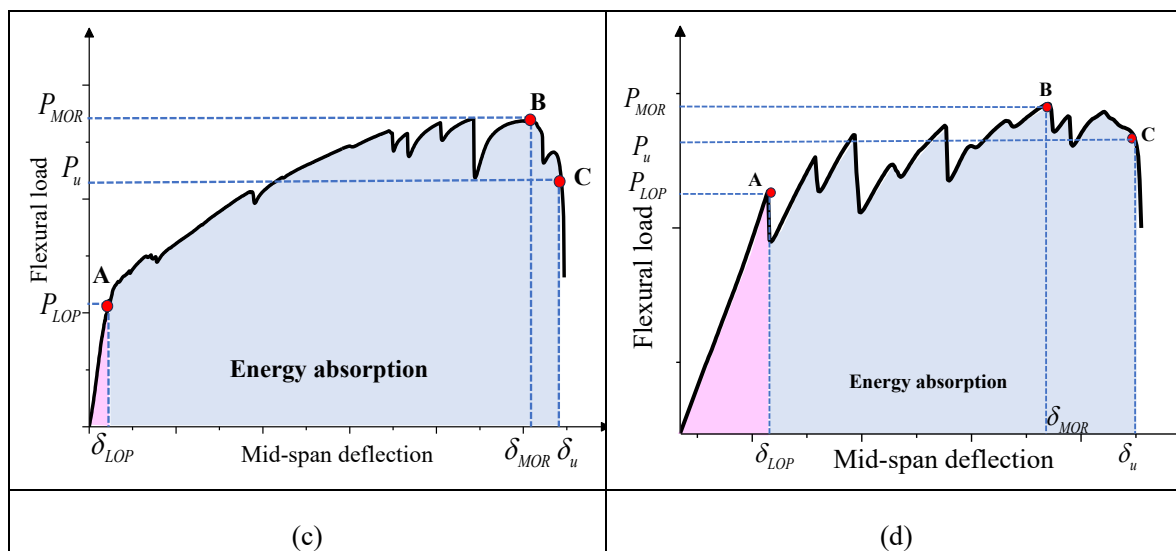 P_MOR
B
P_u
C
Flexural load
A
P_LOP
Energy absorption
δ_LOP
Mid-span deflection
δ_MOR
δ_u
(c)
P_MOR
B
P_u
C
P_LOP
A
Flexural load
Energy absorption
δ_MOR
δ_LOP
Mid-span deflection
δ_u
(d)